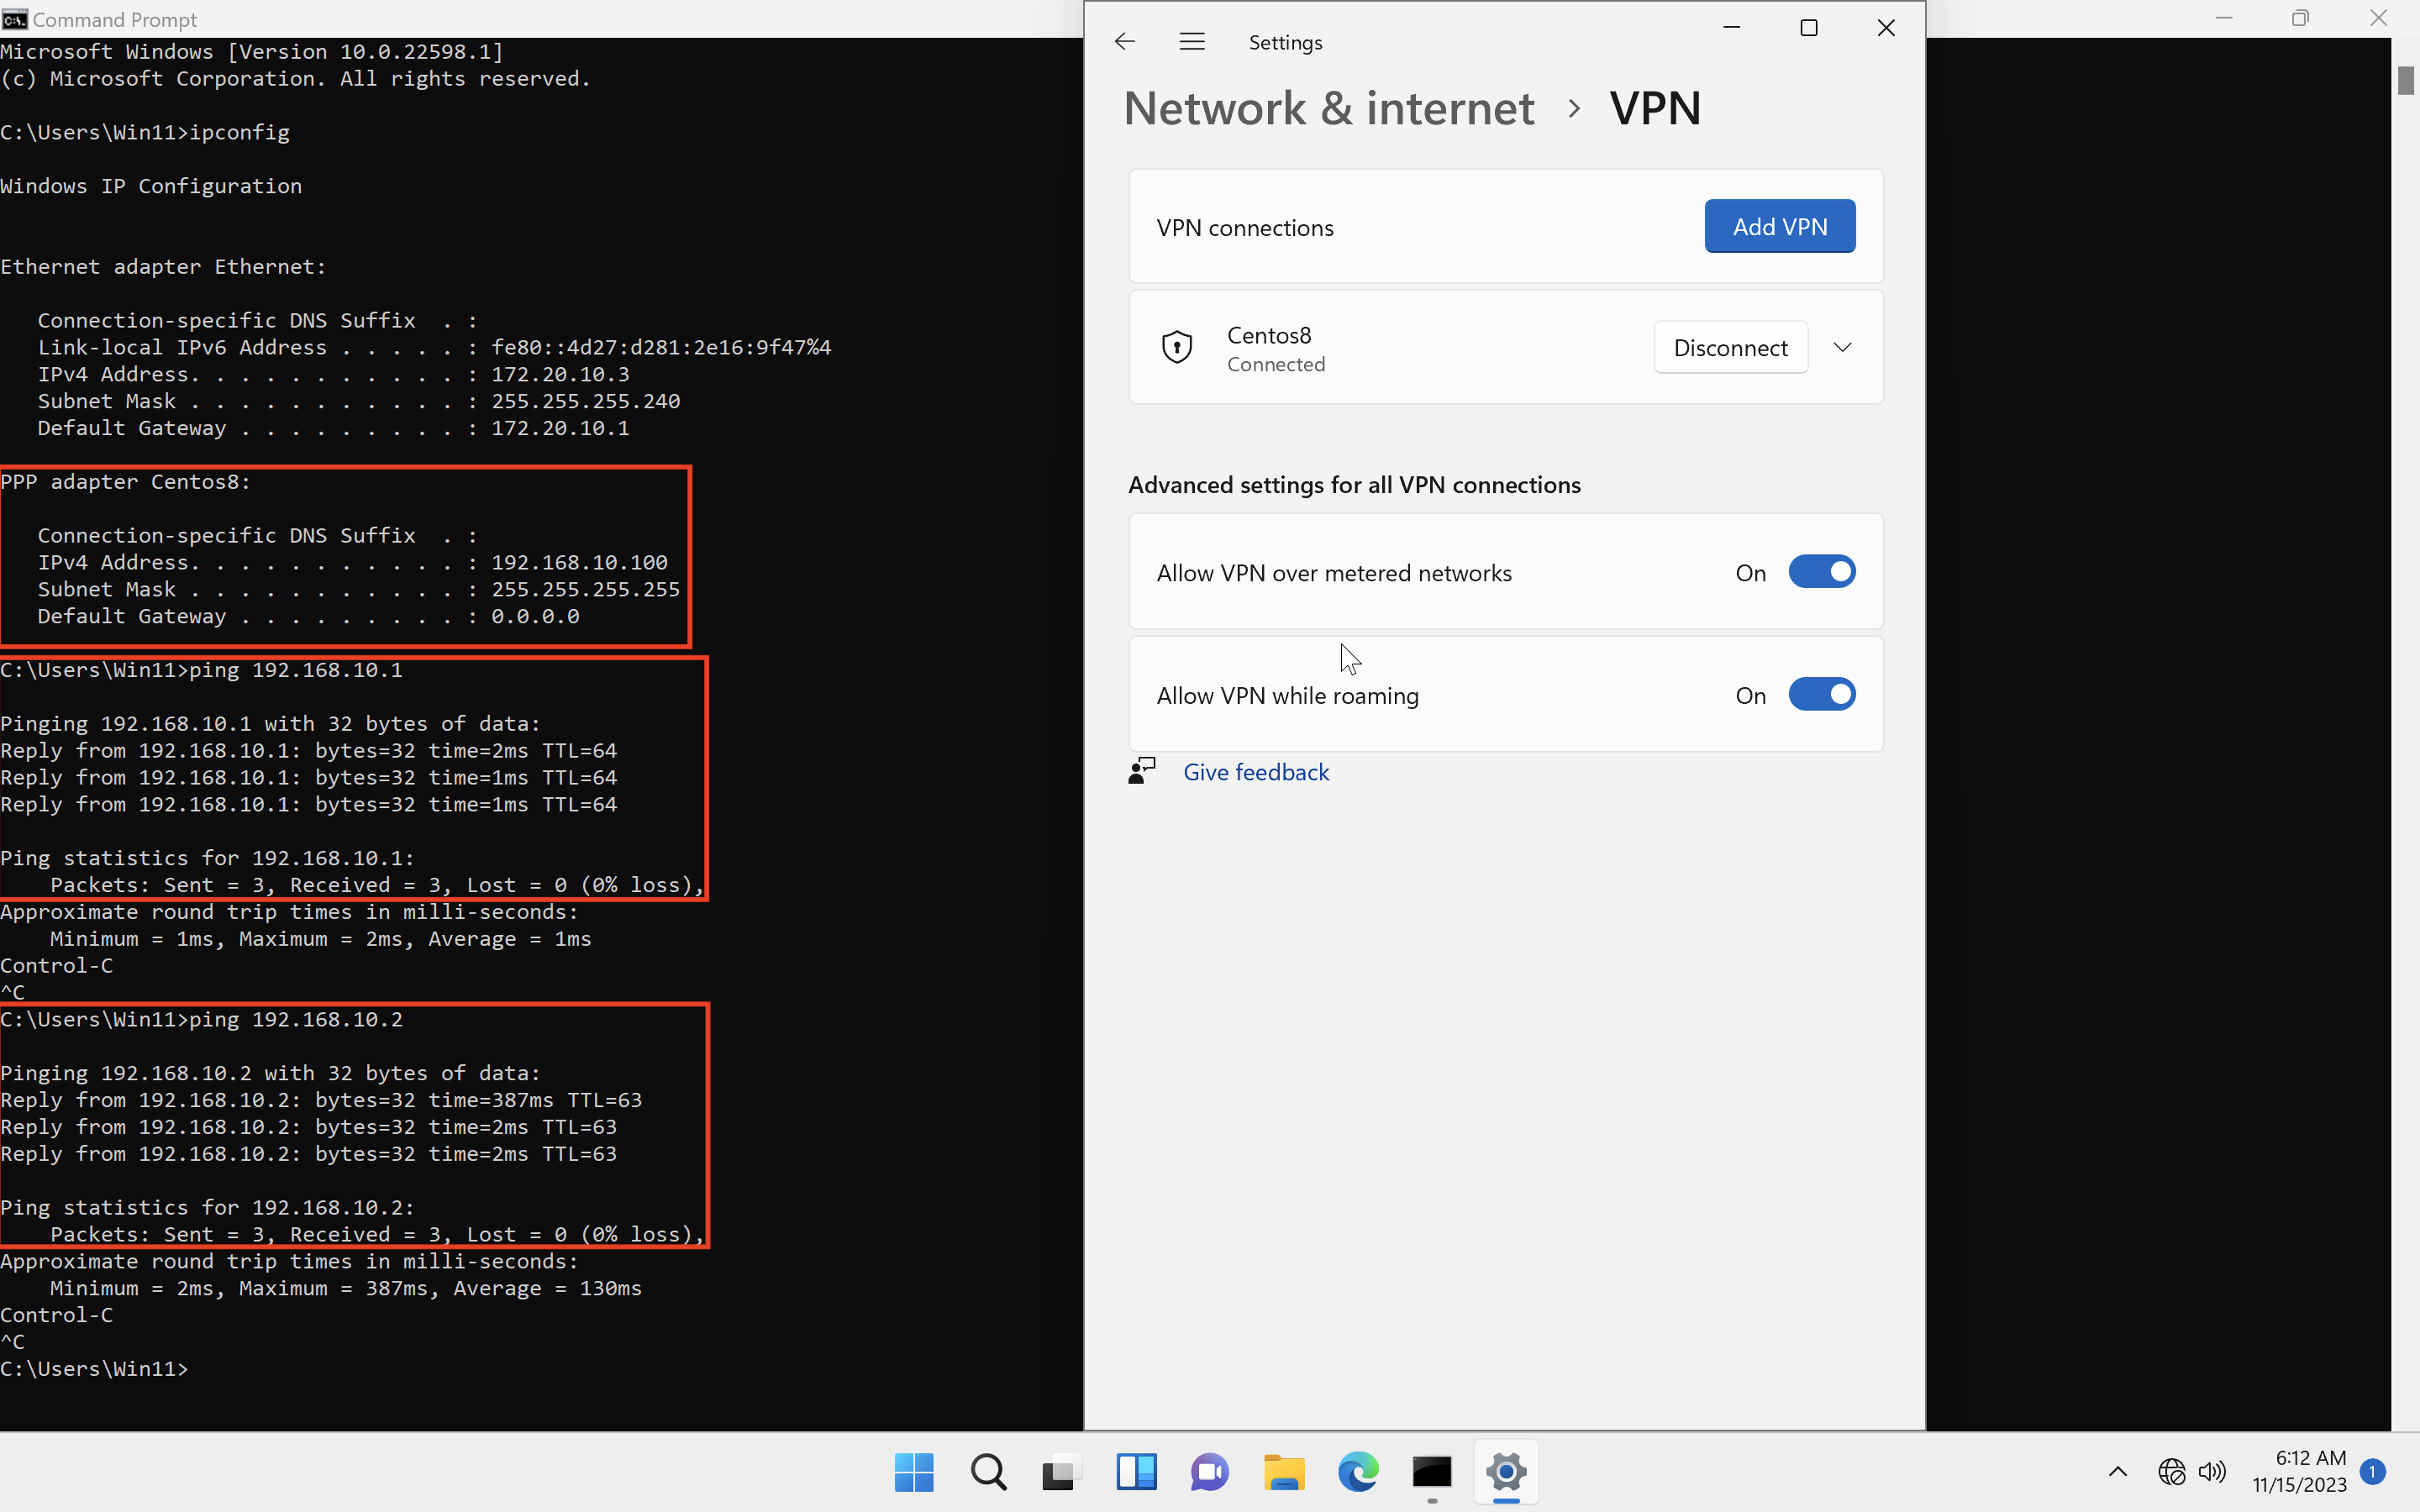 Command Prompt
Microsoft Windows [Version 10.0.22598.1]
(c) Microsoft Corporation. All rights reserved.
C:\Users\Win11>ipconfig
Windows IP Configuration
Ethernet adapter Ethernet:
Connection-specific DNS Suffix  . :
Link-local IPv6 Address . . . . . : fe80::4d27:d281:2e16:9f47%4
IPv4 Address. . . . . . . . . . . : 172.20.10.3
Subnet Mask . . . . . . . . . . . : 255.255.255.240
Default Gateway . . . . . . . . . : 172.20.10.1
PPP adapter Centos8:
Connection-specific DNS Suffix  . :
IPv4 Address. . . . . . . . . . . : 192.168.10.100
Subnet Mask . . . . . . . . . . . : 255.255.255.255
Default Gateway . . . . . . . . . : 0.0.0.0
C:\Users\Win11>ping 192.168.10.1
Pinging 192.168.10.1 with 32 bytes of data:
Reply from 192.168.10.1: bytes=32 time=2ms TTL=64
Reply from 192.168.10.1: bytes=32 time=1ms TTL=64
Reply from 192.168.10.1: bytes=32 time=1ms TTL=64
Ping statistics for 192.168.10.1:
Packets: Sent = 3, Received = 3, Lost = 0 (0% loss),
Approximate round trip times in milli-seconds:
Minimum = 1ms, Maximum = 2ms, Average = 1ms
Control-C
^C
C:\Users\Win11>ping 192.168.10.2
Pinging 192.168.10.2 with 32 bytes of data:
Reply from 192.168.10.2: bytes=32 time=387ms TTL=63
Reply from 192.168.10.2: bytes=32 time=2ms TTL=63
Reply from 192.168.10.2: bytes=32 time=2ms TTL=63
Ping statistics for 192.168.10.2:
Packets: Sent = 3, Received = 3, Lost = 0 (0% loss),
Approximate round trip times in milli-seconds:
Minimum = 2ms, Maximum = 387ms, Average = 130ms
Control-C
^C
C:\Users\Win11>
Settings
Network & internet › VPN
VPN connections
Add VPN
Centos8
Connected
Disconnect
Advanced settings for all VPN connections
Allow VPN over metered networks
On
Allow VPN while roaming
On
Give feedback
6:12 AM
11/15/2023
1